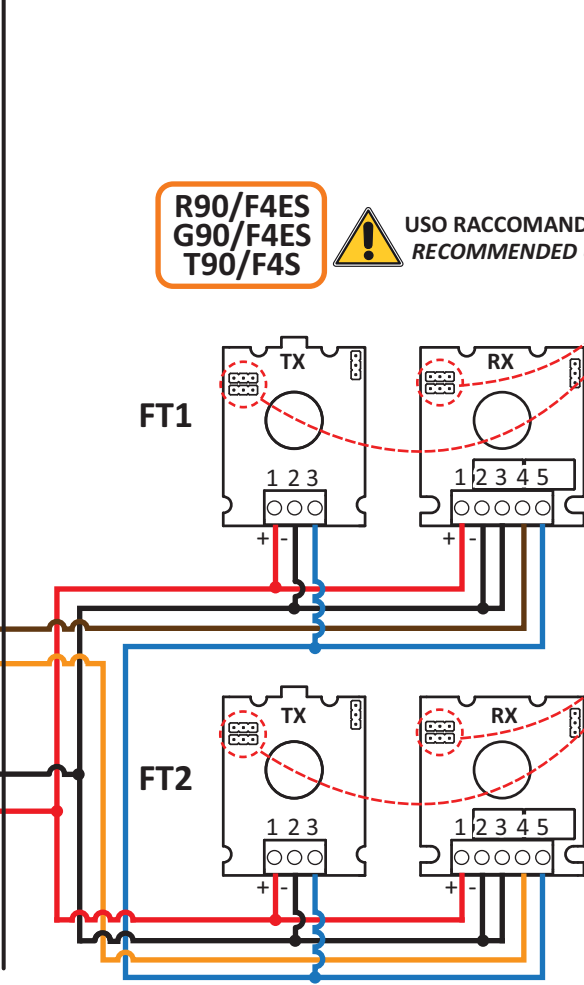 R90/F4ES
G90/F4ES
T90/F4S
USO RACCOMAND
RECOMMENDED
TX
RX
FT1
1 2 3
1 2 3 4 5
+ -
+ -
TX
RX
FT2
1 2 3
1 2 3 4 5
+ -
+ -